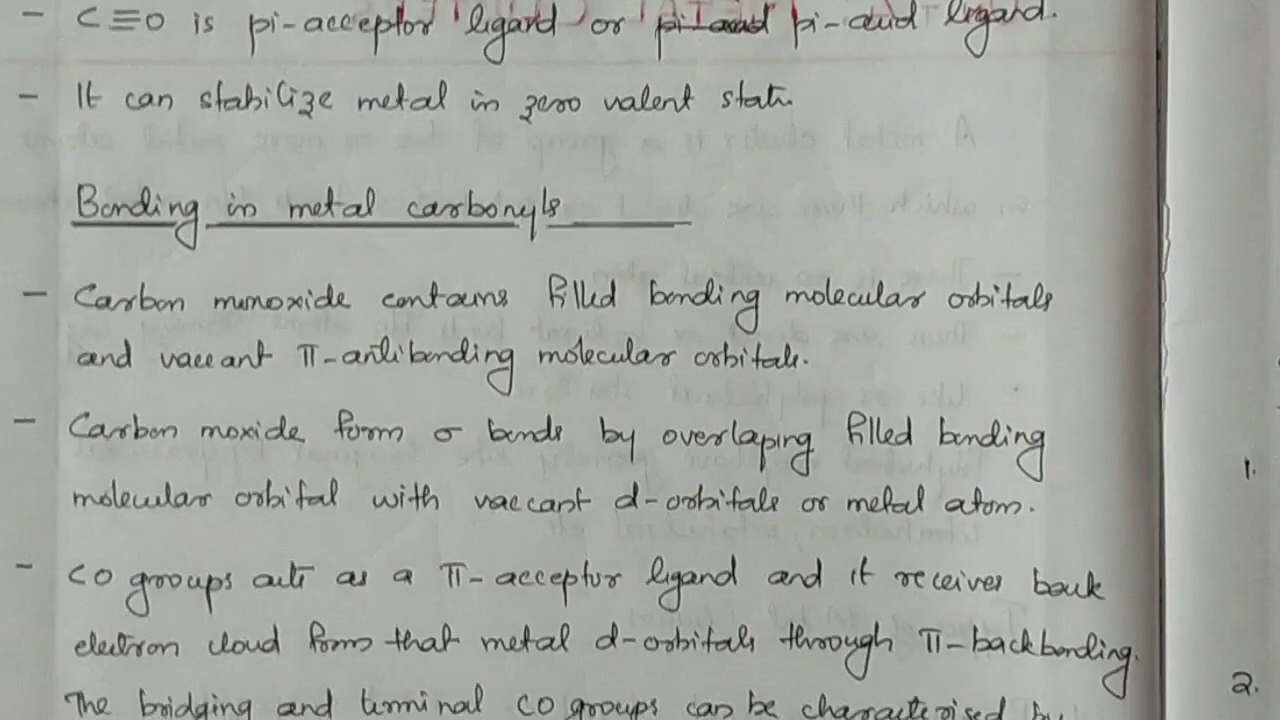 - C≡O is pi-acceptor ligand or pi-acid ligand.
- It can stabilize metal in zero valent state.
Bonding in metal carbonyls
- Carbon monoxide contains filled bonding molecular orbitals
and vaccant π-antibonding molecular orbitals.
- Carbon moxide form σ bonds by overlaping filled bonding
molecular orbital with vaccant d-orbitals or metal atom.
- CO groups acts as a π-acceptor ligand and it receives back
electron cloud from that metal d-orbitals through π-backbonding.
The bridging and terminal CO groups can be characterised by
1.
2.